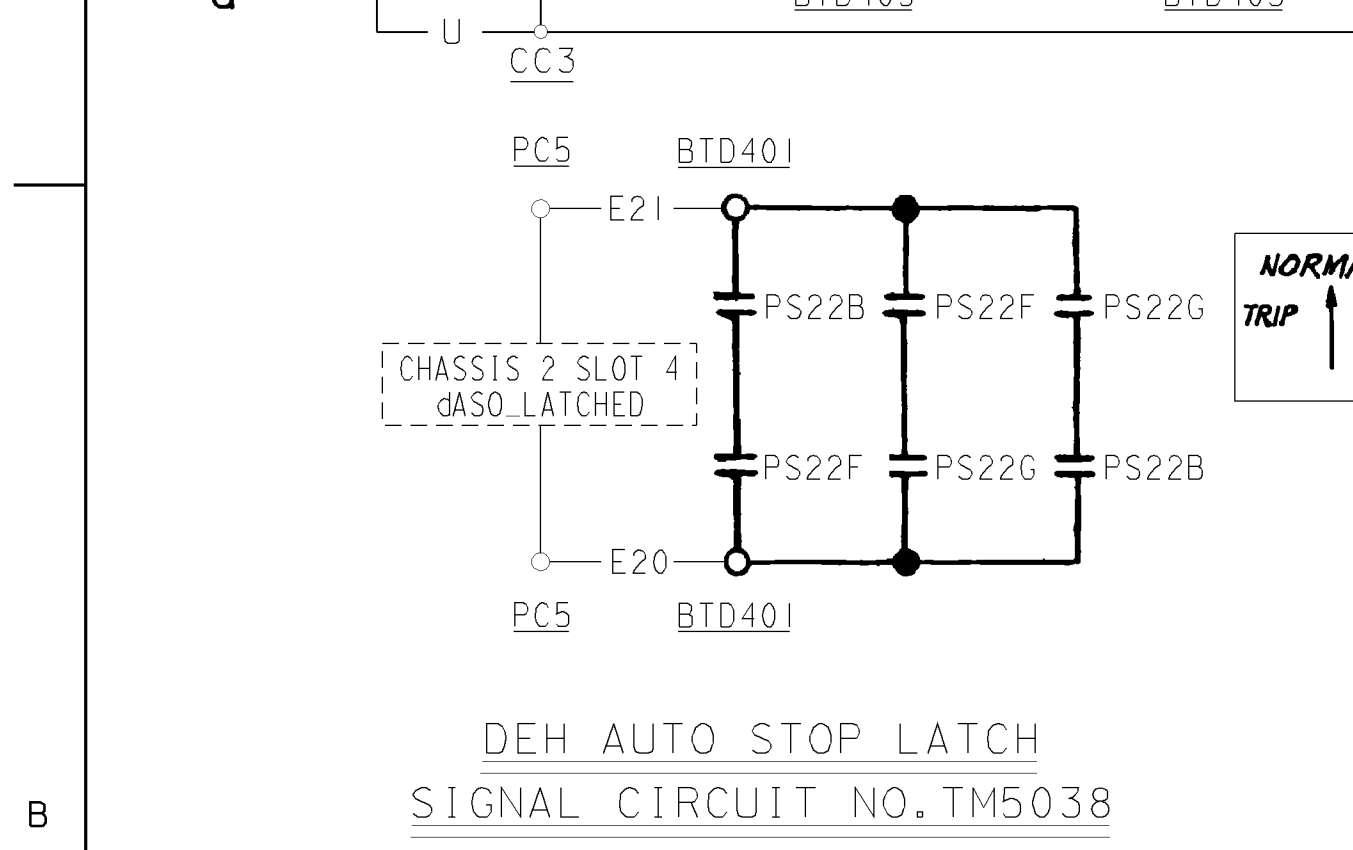 U
CC3
PC5 BTD401
E21
PS22B PS22F PS22G
TRIP
CHASSIS 2 SLOT 4
dASO_LATCHED
PS22F PS22G PS22B
E20
PC5 BTD401
DEH AUTO STOP LATCH
SIGNAL CIRCUIT NO.TM5038
B